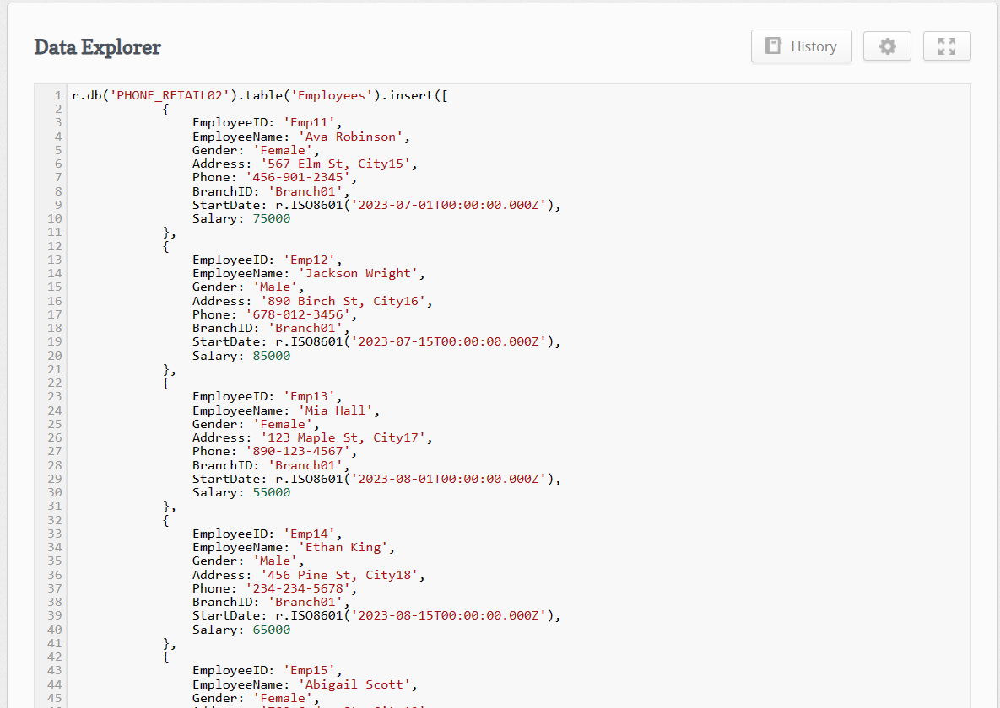 Data Explorer
History
1 r.db('PHONE_RETAIL02').table('Employees').insert([
2 {
3 EmployeeID: 'Emp11',
4 EmployeeName: 'Ava Robinson',
5 Gender: 'Female',
6 Address: '567 Elm St, City15',
7 Phone: '456-901-2345',
8 BranchID: 'Branch01',
9 StartDate: r.ISO8601('2023-07-01T00:00:00.000Z'),
10 Salary: 75000
11 },
12 {
13 EmployeeID: 'Emp12',
14 EmployeeName: 'Jackson Wright',
15 Gender: 'Male',
16 Address: '890 Birch St, City16',
17 Phone: '678-012-3456',
18 BranchID: 'Branch01',
19 StartDate: r.ISO8601('2023-07-15T00:00:00.000Z'),
20 Salary: 85000
21 },
22 {
23 EmployeeID: 'Emp13',
24 EmployeeName: 'Mia Hall',
25 Gender: 'Female',
26 Address: '123 Maple St, City17',
27 Phone: '890-123-4567',
28 BranchID: 'Branch01',
29 StartDate: r.ISO8601('2023-08-01T00:00:00.000Z'),
30 Salary: 55000
31 },
32 {
33 EmployeeID: 'Emp14',
34 EmployeeName: 'Ethan King',
35 Gender: 'Male',
36 Address: '456 Pine St, City18',
37 Phone: '234-234-5678',
38 BranchID: 'Branch01',
39 StartDate: r.ISO8601('2023-08-15T00:00:00.000Z'),
40 Salary: 65000
41 },
42 {
43 EmployeeID: 'Emp15',
44 EmployeeName: 'Abigail Scott',
45 Gender: 'Female',